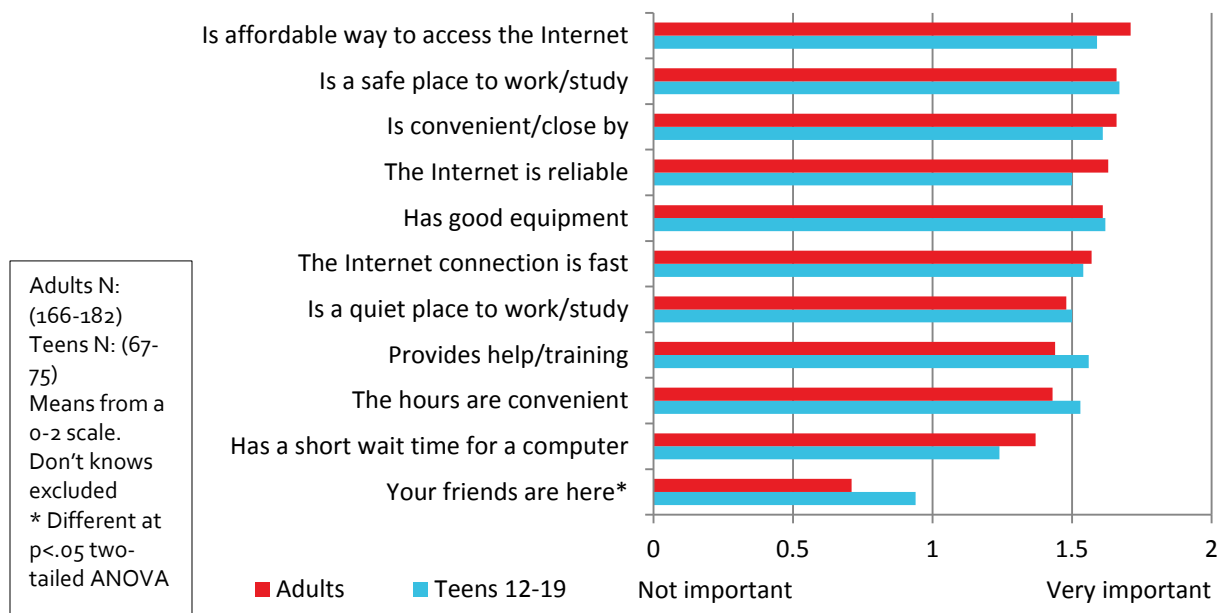 Is affordable way to access the Internet
Is a safe place to work/study
Is convenient/close by
The Internet is reliable
Has good equipment
The Internet connection is fast
Is a quiet place to work/study
Provides help/training
The hours are convenient
Has a short wait time for a computer
Your friends are here*
Adults N:
(166-182)
Teens N: (67-
75)
Means from a
0-2 scale.
Don’t knows
excluded
* Different at
p<.05 two-
tailed ANOVA
0 0.5 1 1.5 2
Adults Teens 12-19 Not important Very important